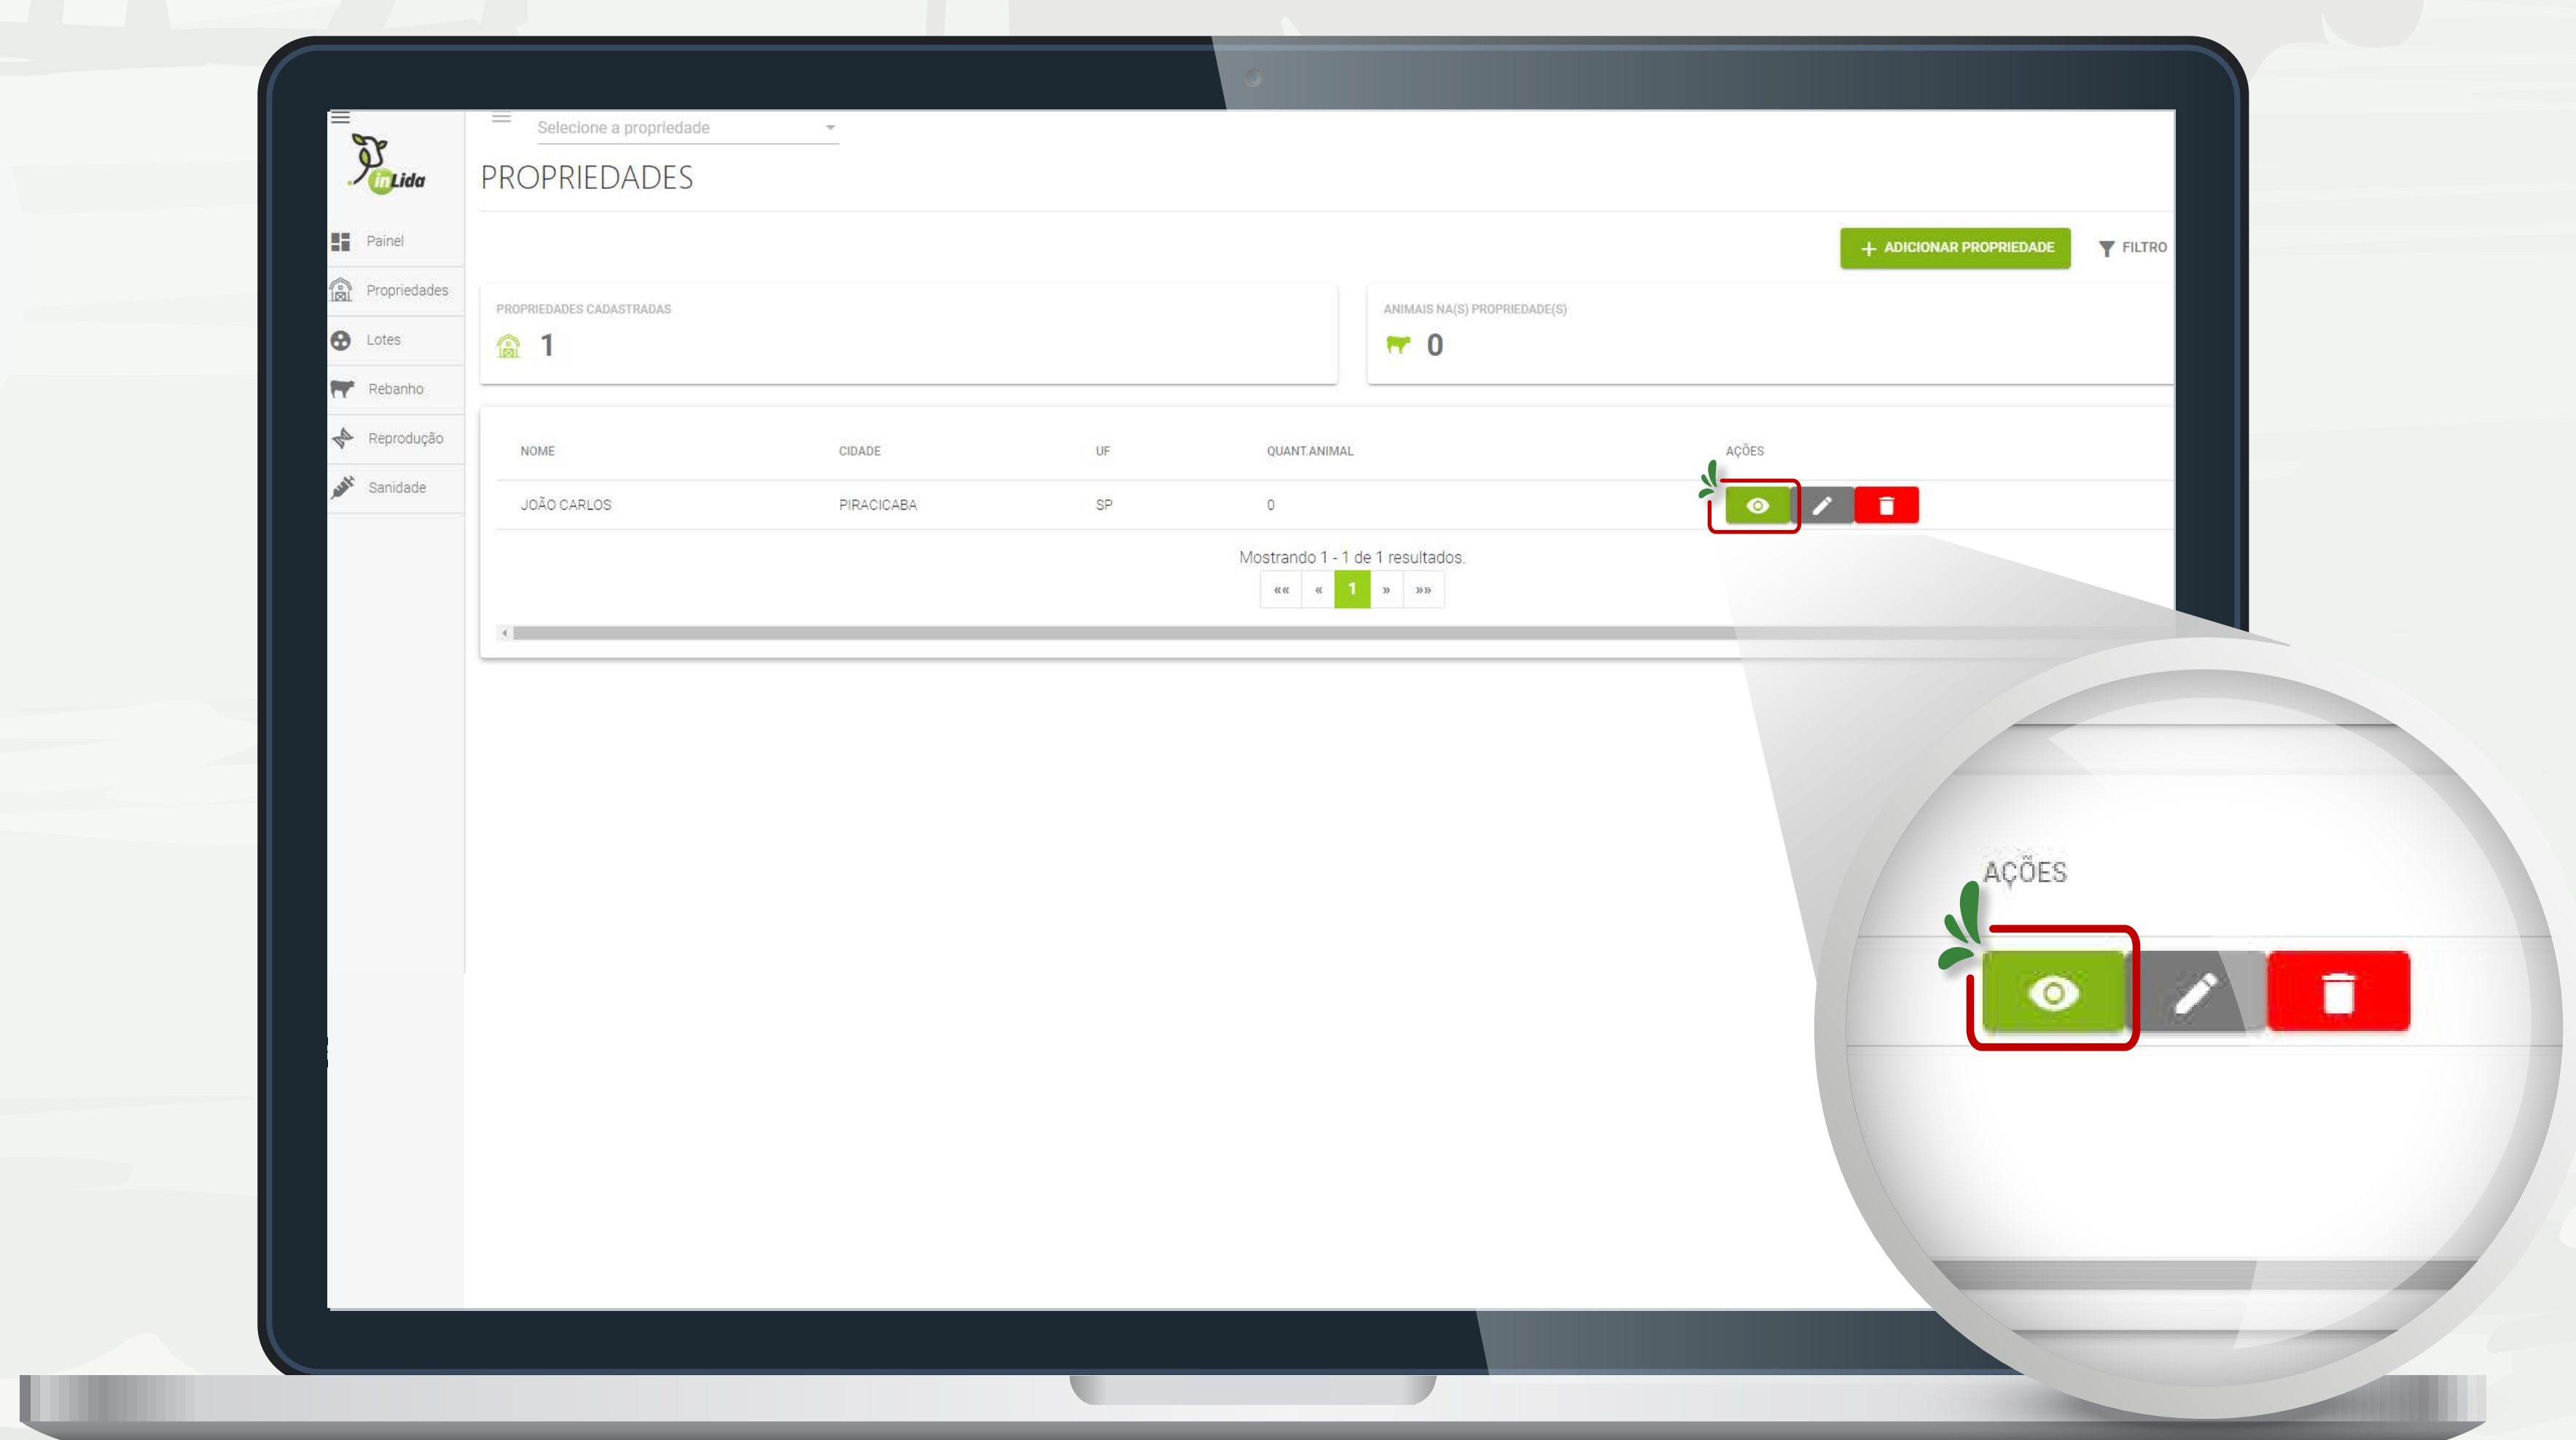 Selecione a propriedade
inLida
PROPRIEDADES
Painel
Propriedades
Lotes
Rebanho
Reprodução
Sanidade
+ ADICIONAR PROPRIEDADE
FILTRO
PROPRIEDADES CADASTRADAS
1
ANIMAIS NA(S) PROPRIEDADE(S)
0
NOME CIDADE UF QUANT.ANIMAL AÇÕES
JOÃO CARLOS PIRACICABA SP 0
Mostrando 1 - 1 de 1 resultados.
«« « 1 » »»
AÇÕES